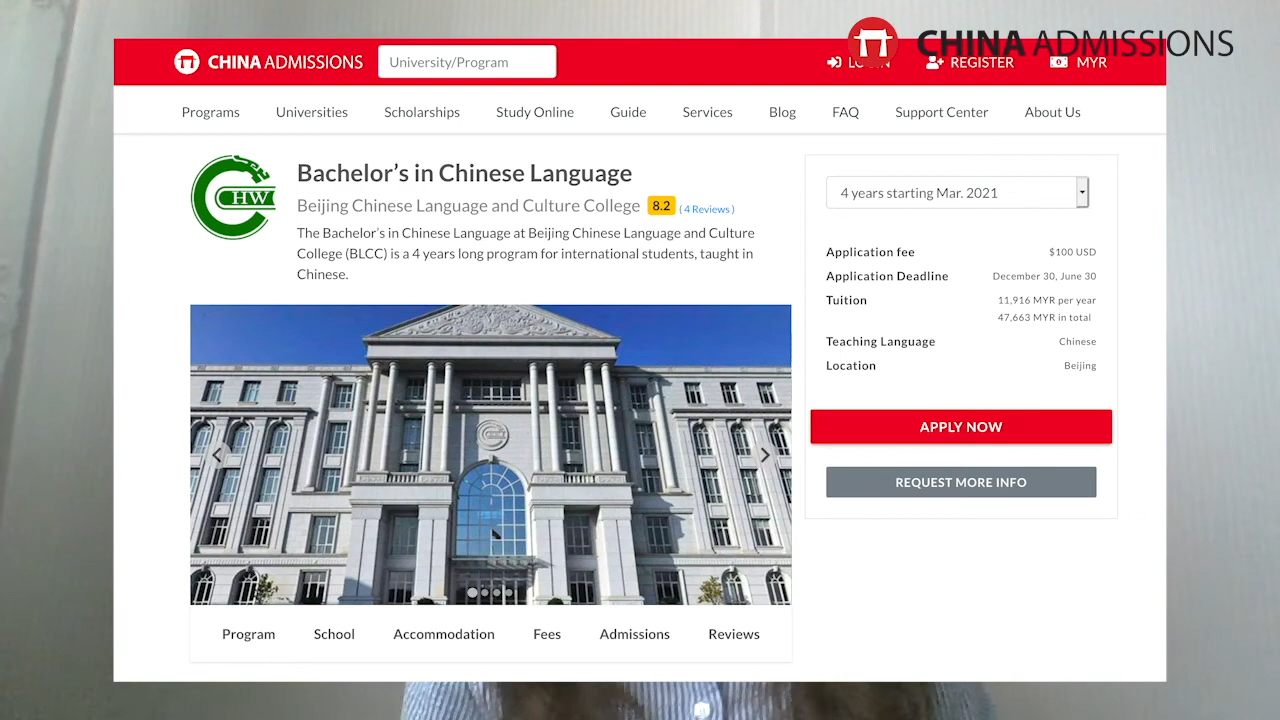 CHINA ADMISSIONS
CHINA ADMISSIONS
University/Program
LOGIN
REGISTER
MYR
Programs
Universities
Scholarships
Study Online
Guide
Services
Blog
FAQ
Support Center
About Us
CHW
Bachelor’s in Chinese Language
Beijing Chinese Language and Culture College 8.2 ( 4 Reviews )
The Bachelor’s in Chinese Language at Beijing Chinese Language and Culture
College (BLCC) is a 4 years long program for international students, taught in
Chinese.
4 years starting Mar. 2021
Application fee $100 USD
Application Deadline December 30, June 30
Tuition 11,916 MYR per year
47,663 MYR in total
Teaching Language Chinese
Location Beijing
APPLY NOW
REQUEST MORE INFO
Program
School
Accommodation
Fees
Admissions
Reviews